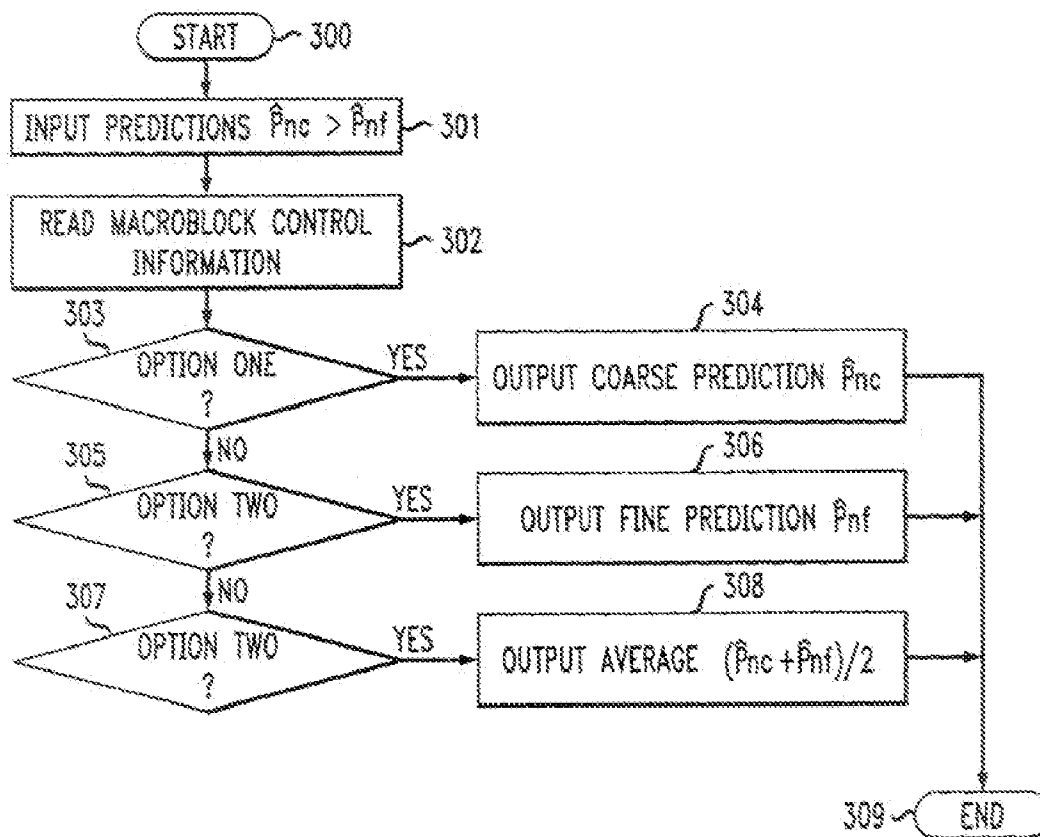 START 300
INPUT PREDICTIONS P̂nc > P̂nf 301
READ MACROBLOCK CONTROL
INFORMATION
302
303
OPTION ONE
?
YES
304
OUTPUT COARSE PREDICTION P̂nc
NO
305
OPTION TWO
?
YES
306
OUTPUT FINE PREDICTION P̂nf
NO
307
OPTION TWO
?
YES
308
OUTPUT AVERAGE (P̂nc + P̂nf)/2
309 END